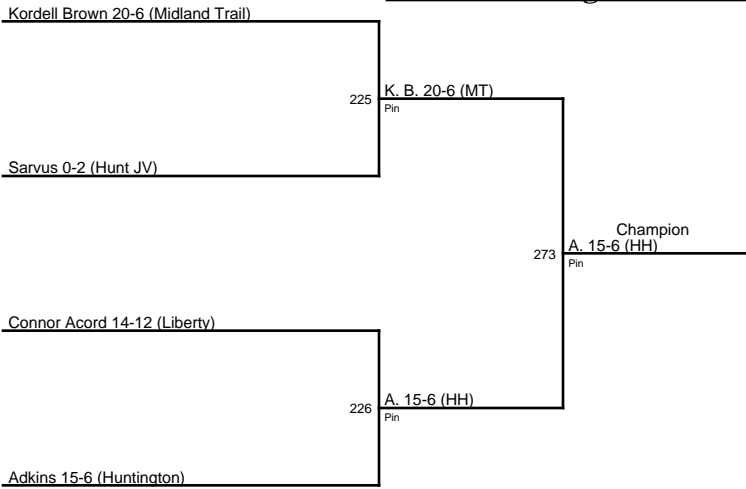 Kordell Brown 20-6 (Midland Trail)
225
K. B. 20-6 (MT)
Pin
Sarvus 0-2 (Hunt JV)
Champion
273
A. 15-6 (HH)
Pin
Connor Acord 14-12 (Liberty)
226
A. 15-6 (HH)
Pin
Adkins 15-6 (Huntington)